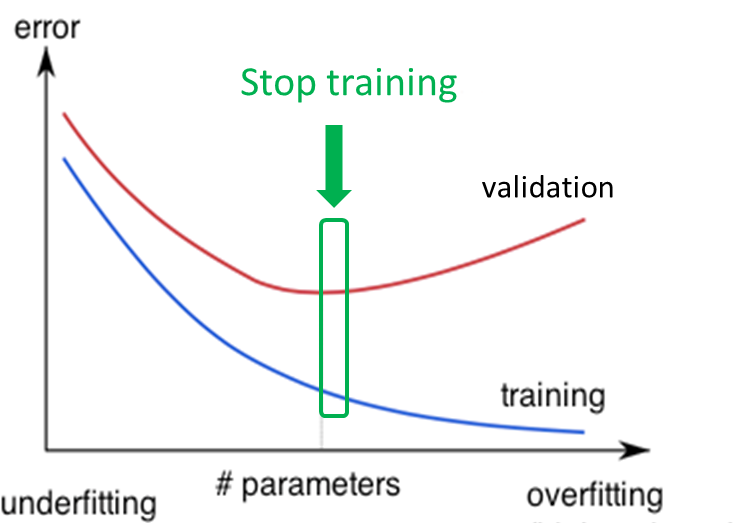 error
Stop training
validation
training
# parameters
underfitting
overfitting